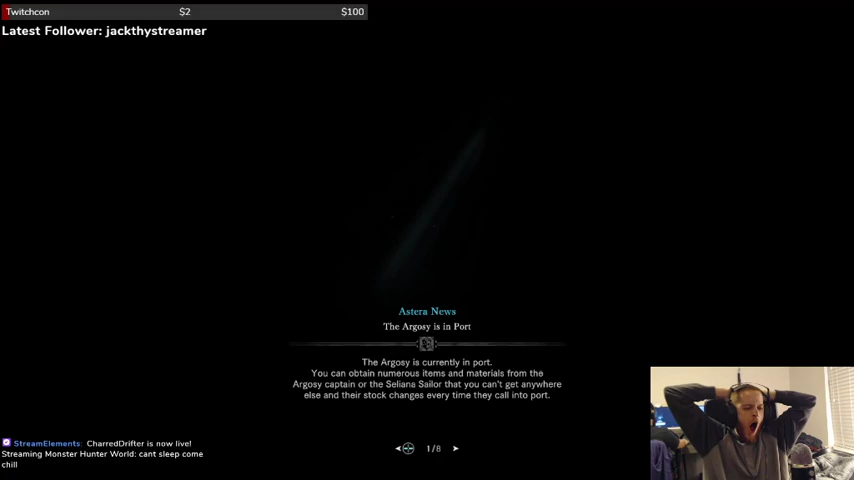 Twitchcon $2 $100
Latest Follower: jackthystreamer
Astera News
The Argosy is in Port
The Argosy is currently in port.
You can obtain numerous items and materials from the
Argosy captain or the Seliana Sailor that you can't get anywhere
else and their stock changes every time they call into port.
StreamElements: CharredDrifter is now live!
Streaming Monster Hunter World: cant sleep come
chill
1/8